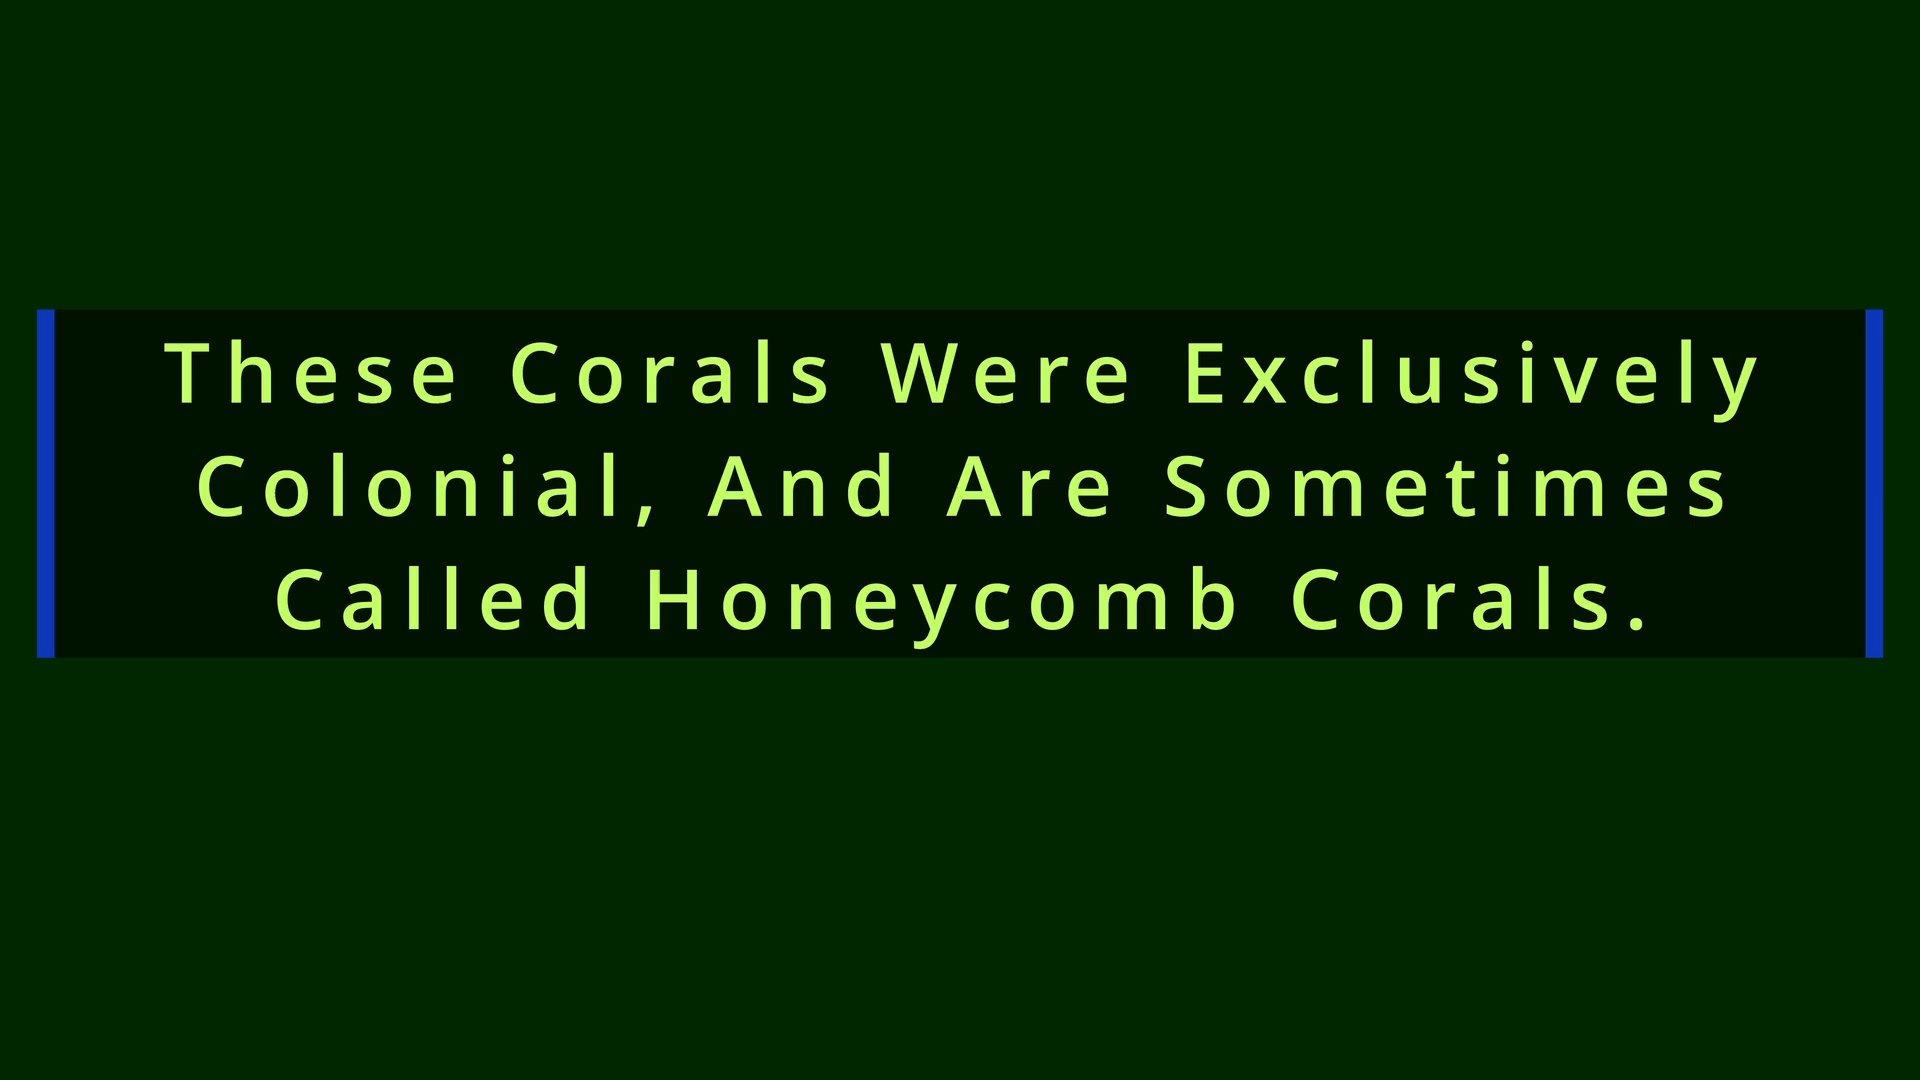 These Corals Were Exclusively
Colonial, And Are Sometimes
Called Honeycomb Corals.